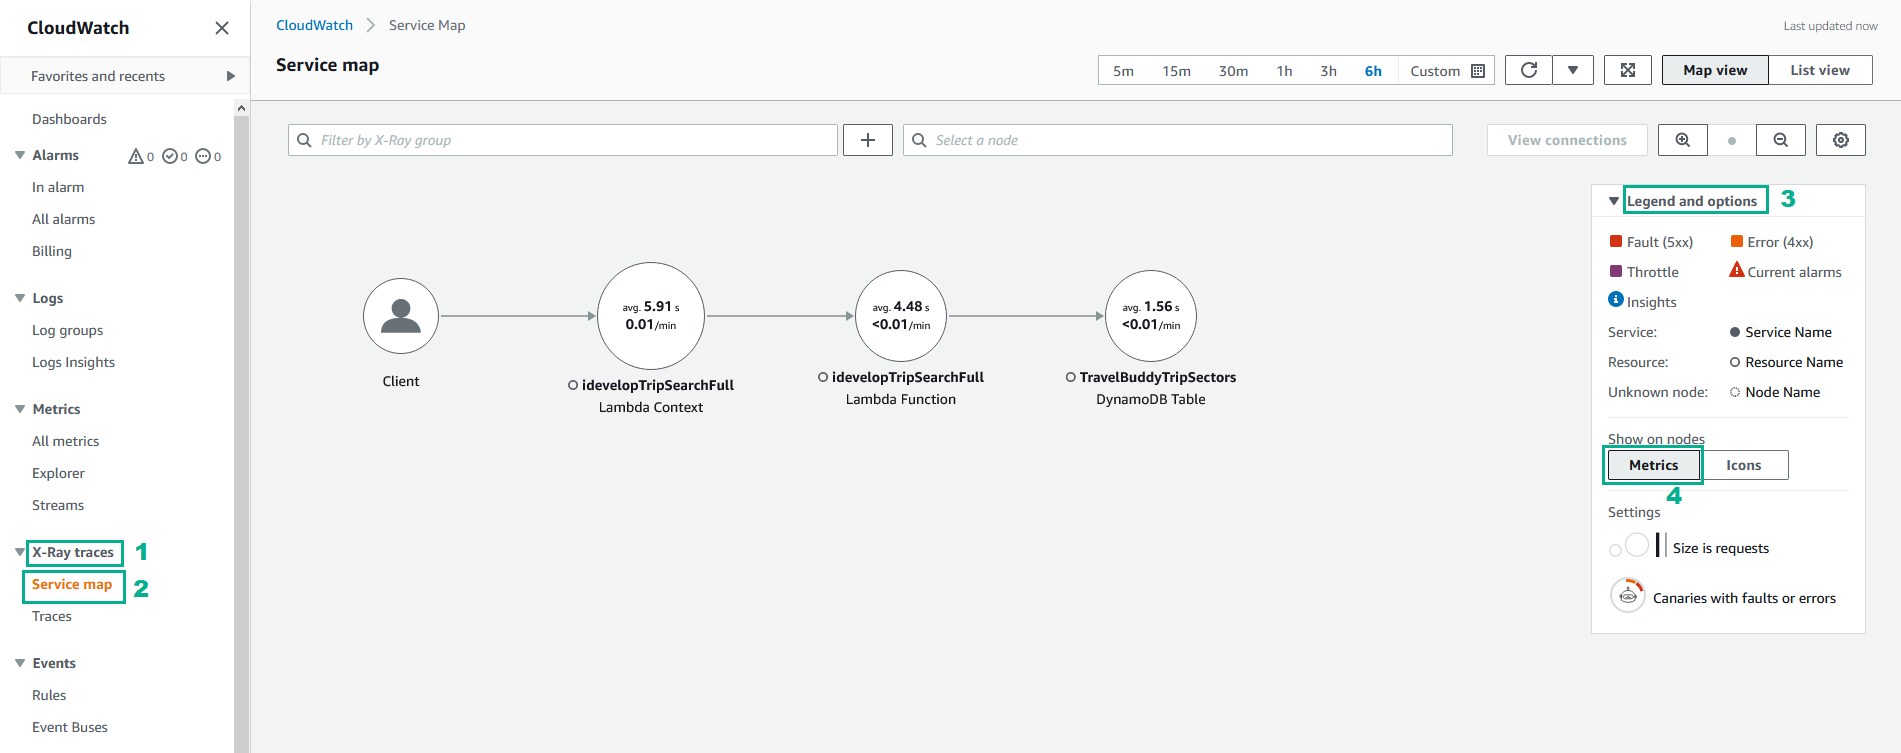 CloudWatch
Favorites and recents
Dashboards
Alarms 0 0 0
In alarm
All alarms
Billing
Logs
Log groups
Logs Insights
Metrics
All metrics
Explorer
Streams
X-Ray traces 1
Service map 2
Traces
Events
Rules
Event Buses
CloudWatch Service Map
Last updated now
Service map
5m 15m 30m 1h 3h 6h Custom
Map view List view
Filter by X-Ray group
Select a node
View connections
Client
avg. 5.91 s
0.01/min
idevelopTripSearchFull
Lambda Context
avg. 4.48 s
<0.01/min
idevelopTripSearchFull
Lambda Function
avg. 1.56 s
<0.01/min
TravelBuddyTripSectors
DynamoDB Table
Legend and options 3
Fault (5xx) Error (4xx)
Throttle Current alarms
Insights
Service: Service Name
Resource: Resource Name
Unknown node: Node Name
Show on nodes
Metrics Icons
4
Settings
Size is requests
Canaries with faults or errors